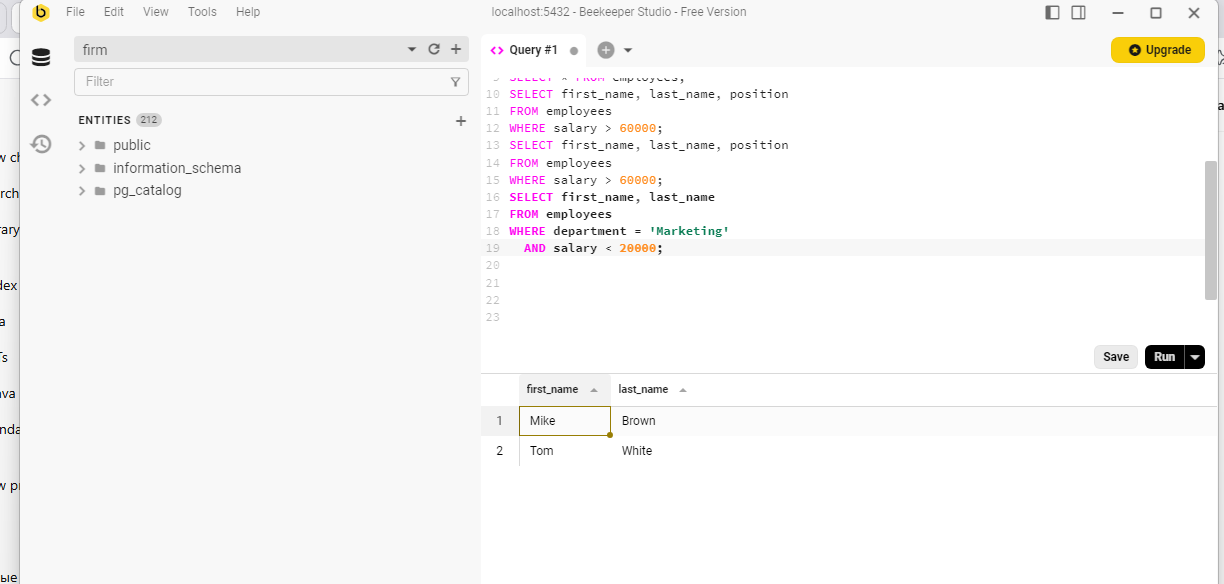 File Edit View Tools Help
localhost:5432 - Beekeeper Studio - Free Version
firm
Filter
ENTITIES 212
public
information_schema
pg_catalog
Query #1
Upgrade
9 SELECT * FROM employees;
10 SELECT first_name, last_name, position
11 FROM employees
12 WHERE salary > 60000;
13 SELECT first_name, last_name, position
14 FROM employees
15 WHERE salary > 60000;
16 SELECT first_name, last_name
17 FROM employees
18 WHERE department = 'Marketing'
19 AND salary < 20000;
20
21
22
23
Save Run
first_name last_name
1 Mike Brown
2 Tom White